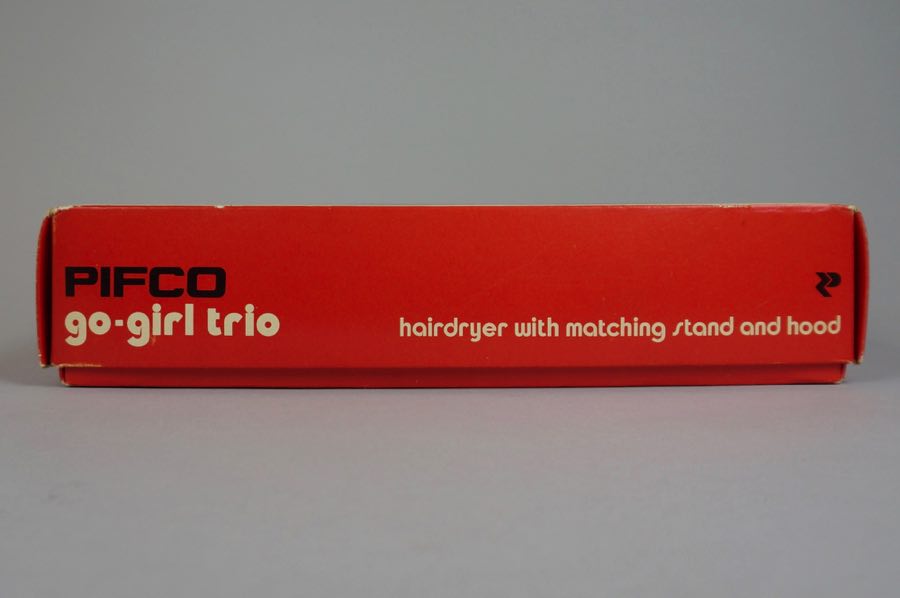 PIFCO
go-girl trio
hairdryer with matching stand and hood